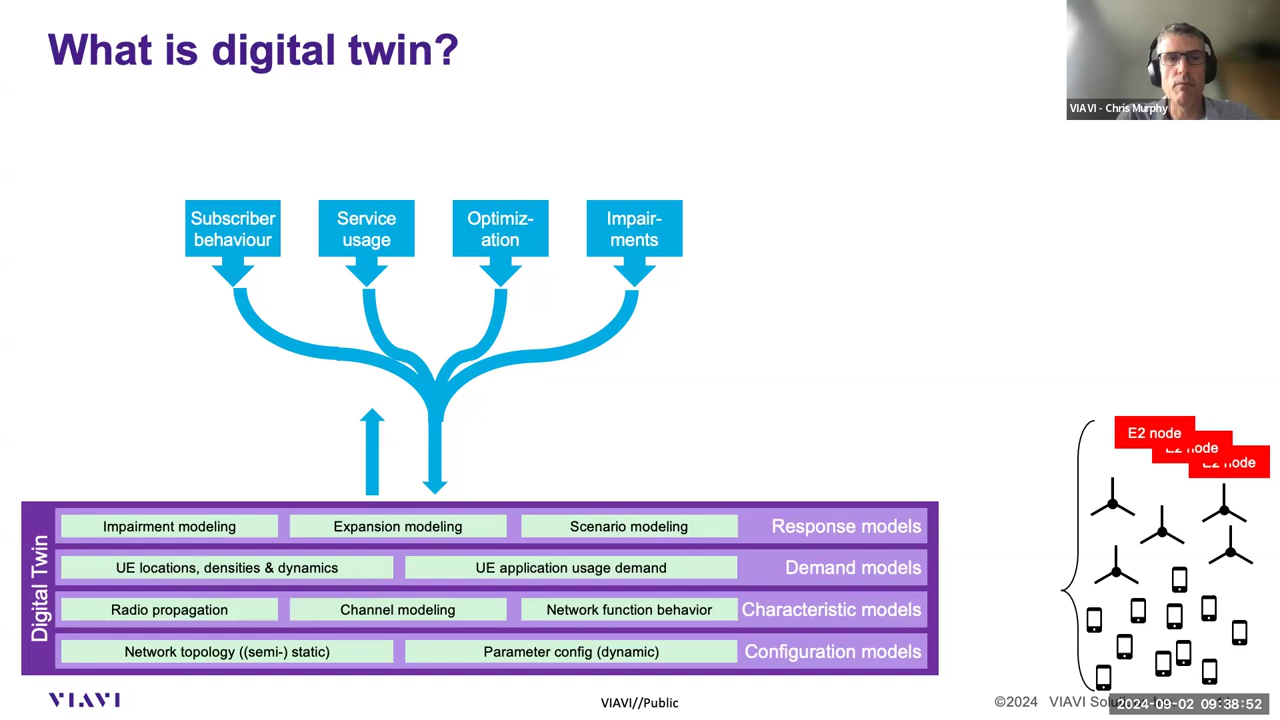 What is digital twin?
VIAVI - Chris Murphy
Subscriber
behaviour
Service
usage
Optimiz-
ation
Impair-
ments
E2 node
E2 node
E2 node
Digital Twin
Impairment modeling
Expansion modeling
Scenario modeling
Response models
UE locations, densities & dynamics
UE application usage demand
Demand models
Radio propagation
Channel modeling
Network function behavior
Characteristic models
Network topology ((semi-) static)
Parameter config (dynamic)
Configuration models
VIAVI
VIAVI//Public
©2024 VIAVI
2024-09-02 09:38:52